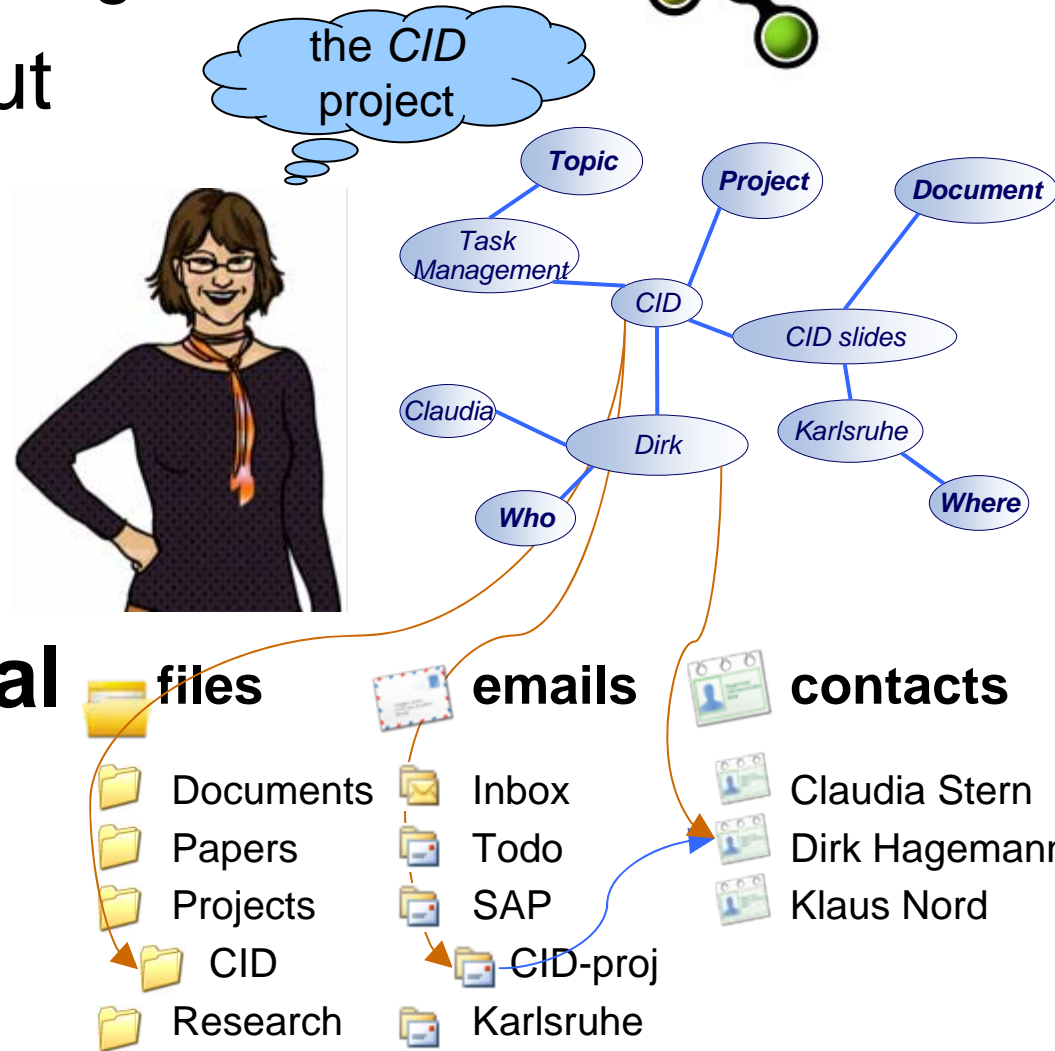 ut
the CID
project
Topic
Project
Document
Task
Management
CID
CID slides
Claudia
Dirk
Karlsruhe
Who
Where
al
files
emails
contacts
Documents
Inbox
Claudia Stern
Papers
Todo
Dirk Hagemann
Projects
SAP
Klaus Nord
CID
CID-proj
Research
Karlsruhe